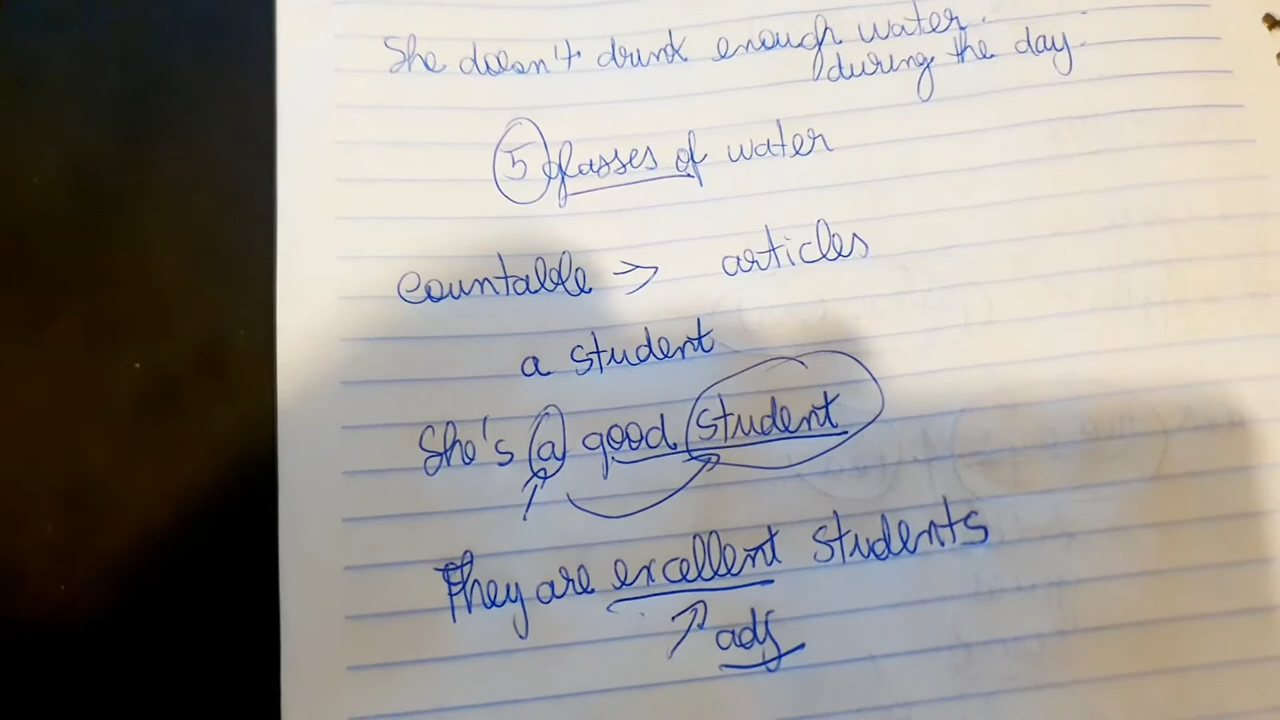 She doesn't drink enough water.
during the day.
5 glasses of water
countable -> articles
a student
She's a good student
They are excellent students
↑ adj